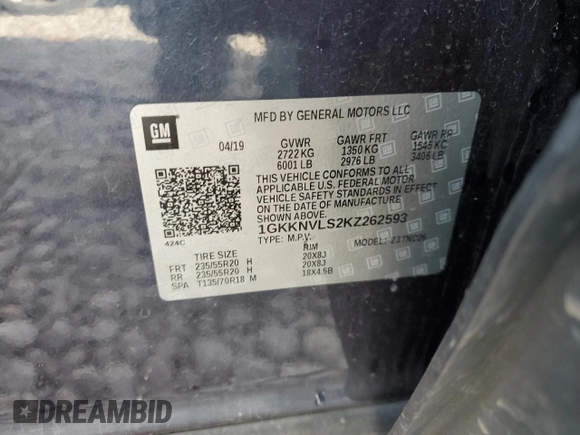 GM
MFD BY GENERAL MOTORS LLC
04/19 GVWR GAWR FRT GAWR RR
2722 KG 1350 KG 1545 KG
6001 LB 2976 LB 3406 LB
THIS VEHICLE CONFORMS TO ALL
APPLICABLE U.S. FEDERAL MOTOR
VEHICLE SAFETY STANDARDS IN EFFECT
ON THE DATE OF MANUFACTURE
SHOWN ABOVE.
1GKKNVLS2KZ262593
424C TYPE: M.P.V. MODEL:
TIRE SIZE RIM
FRT 235/55R20 H 20X8J
RR 235/55R20 H 20X8J
SPA T135/70R18 M 18X4.5B
DREAMBID